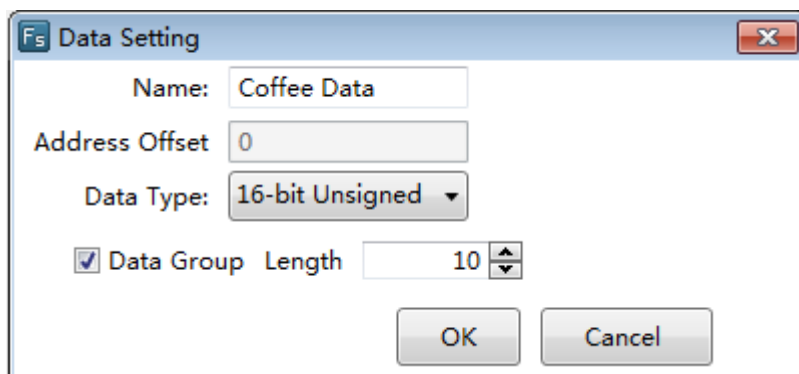 Fs Data Setting
Name: Coffee Data
Address Offset 0
Data Type: 16-bit Unsigned
Data Group Length 10
OK Cancel